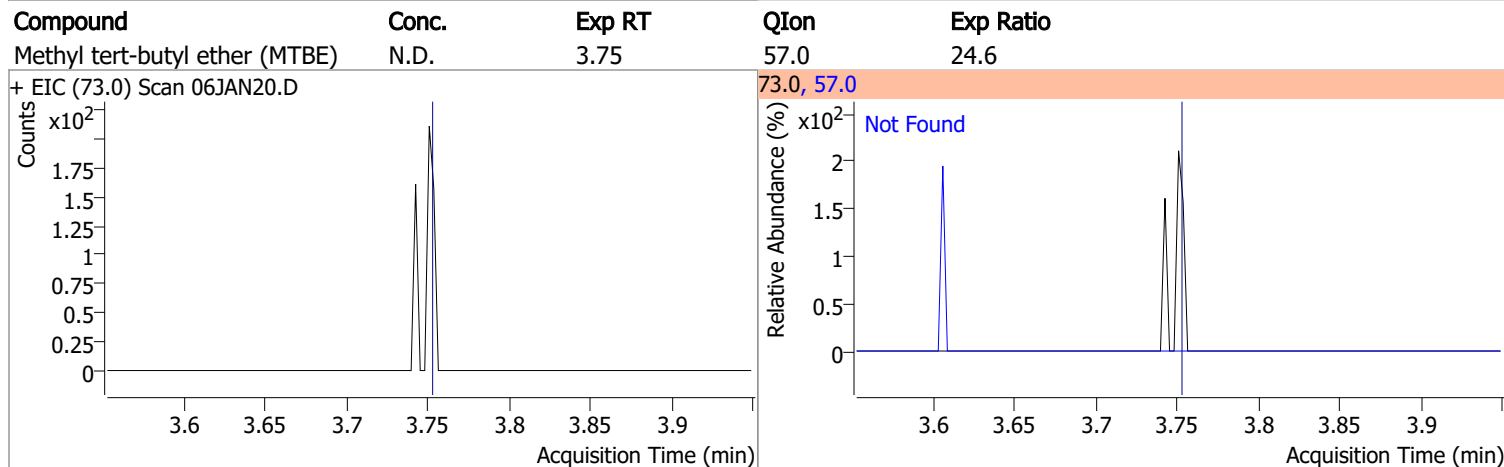 Compound Conc. Exp RT QIon Exp Ratio
Methyl tert-butyl ether (MTBE) N.D. 3.75 57.0 24.6
+ EIC (73.0) Scan 06JAN20.D
Counts
x10²
1.75
1.5
1.25
1
0.75
0.5
0.25
0
3.6 3.65 3.7 3.75 3.8 3.85 3.9
Acquisition Time (min)
73.0, 57.0
Relative Abundance (%)
x10²
Not Found
2
1.5
1
0.5
0
3.6 3.65 3.7 3.75 3.8 3.85 3.9
Acquisition Time (min)